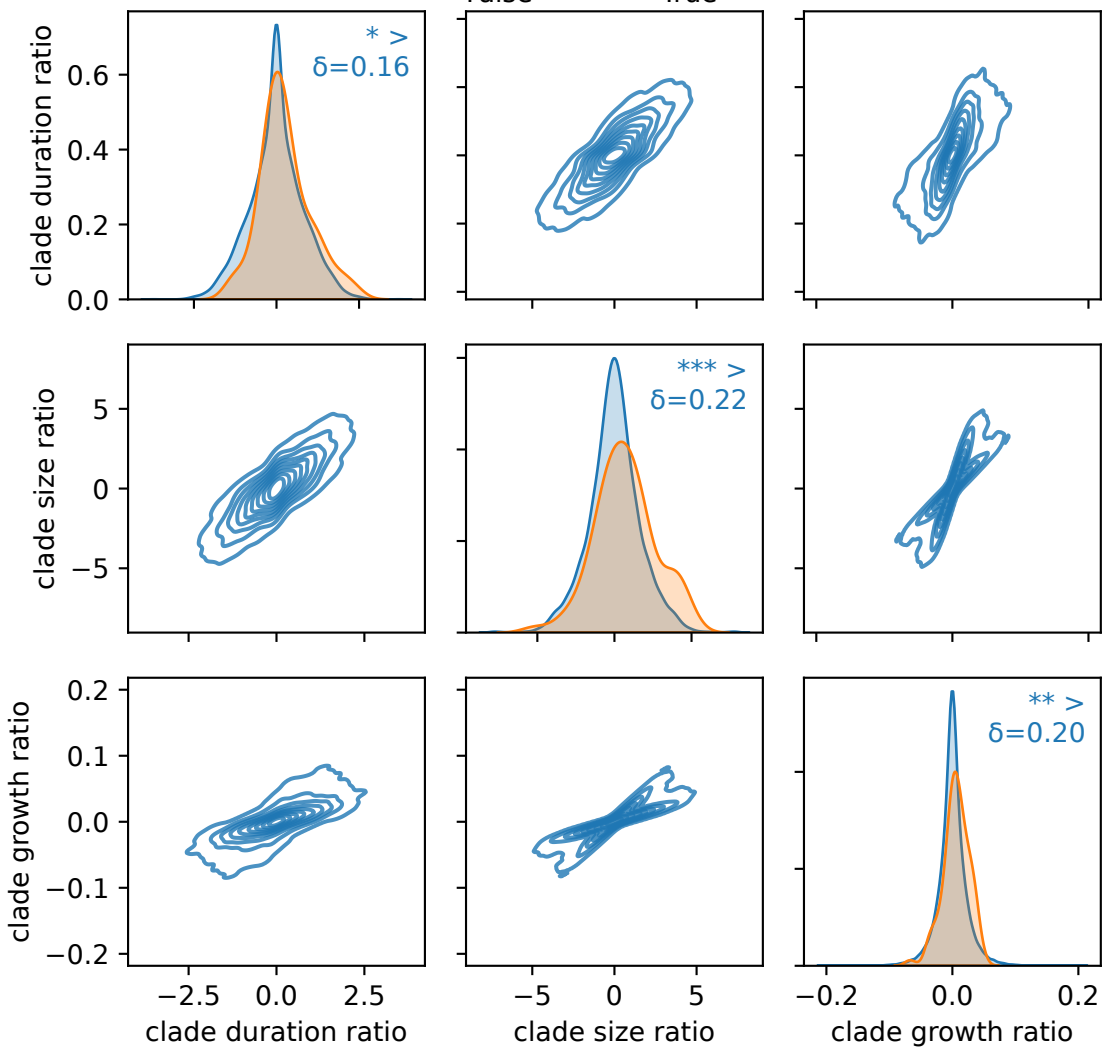 False True
clade duration ratio
0.6
0.4
0.2
0.0
* >
δ=0.16
clade size ratio
5
0
−5
*** >
δ=0.22
clade growth ratio
0.2
0.1
0.0
−0.1
−0.2
** >
δ=0.20
−2.5 0.0 2.5
−5 0 5
−0.2 0.0 0.2
clade duration ratio
clade size ratio
clade growth ratio